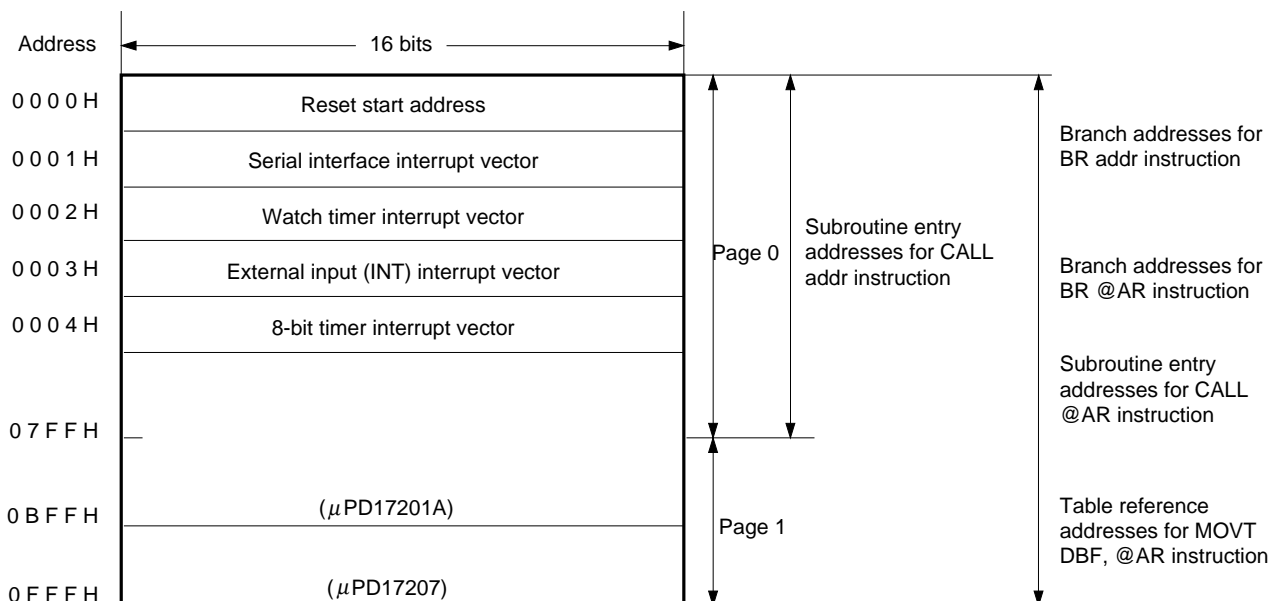 Address
16 bits
0000H
Reset start address
0001H
Serial interface interrupt vector
0002H
Watch timer interrupt vector
0003H
External input (INT) interrupt vector
0004H
8-bit timer interrupt vector
07FFH
0BFFH
(μPD17201A)
0FFFH
(μPD17207)
Page 0
Page 1
Subroutine entry
addresses for CALL
addr instruction
Branch addresses for
BR addr instruction
Branch addresses for
BR @AR instruction
Subroutine entry
addresses for CALL
@AR instruction
Table reference
addresses for MOVT
DBF, @AR instruction